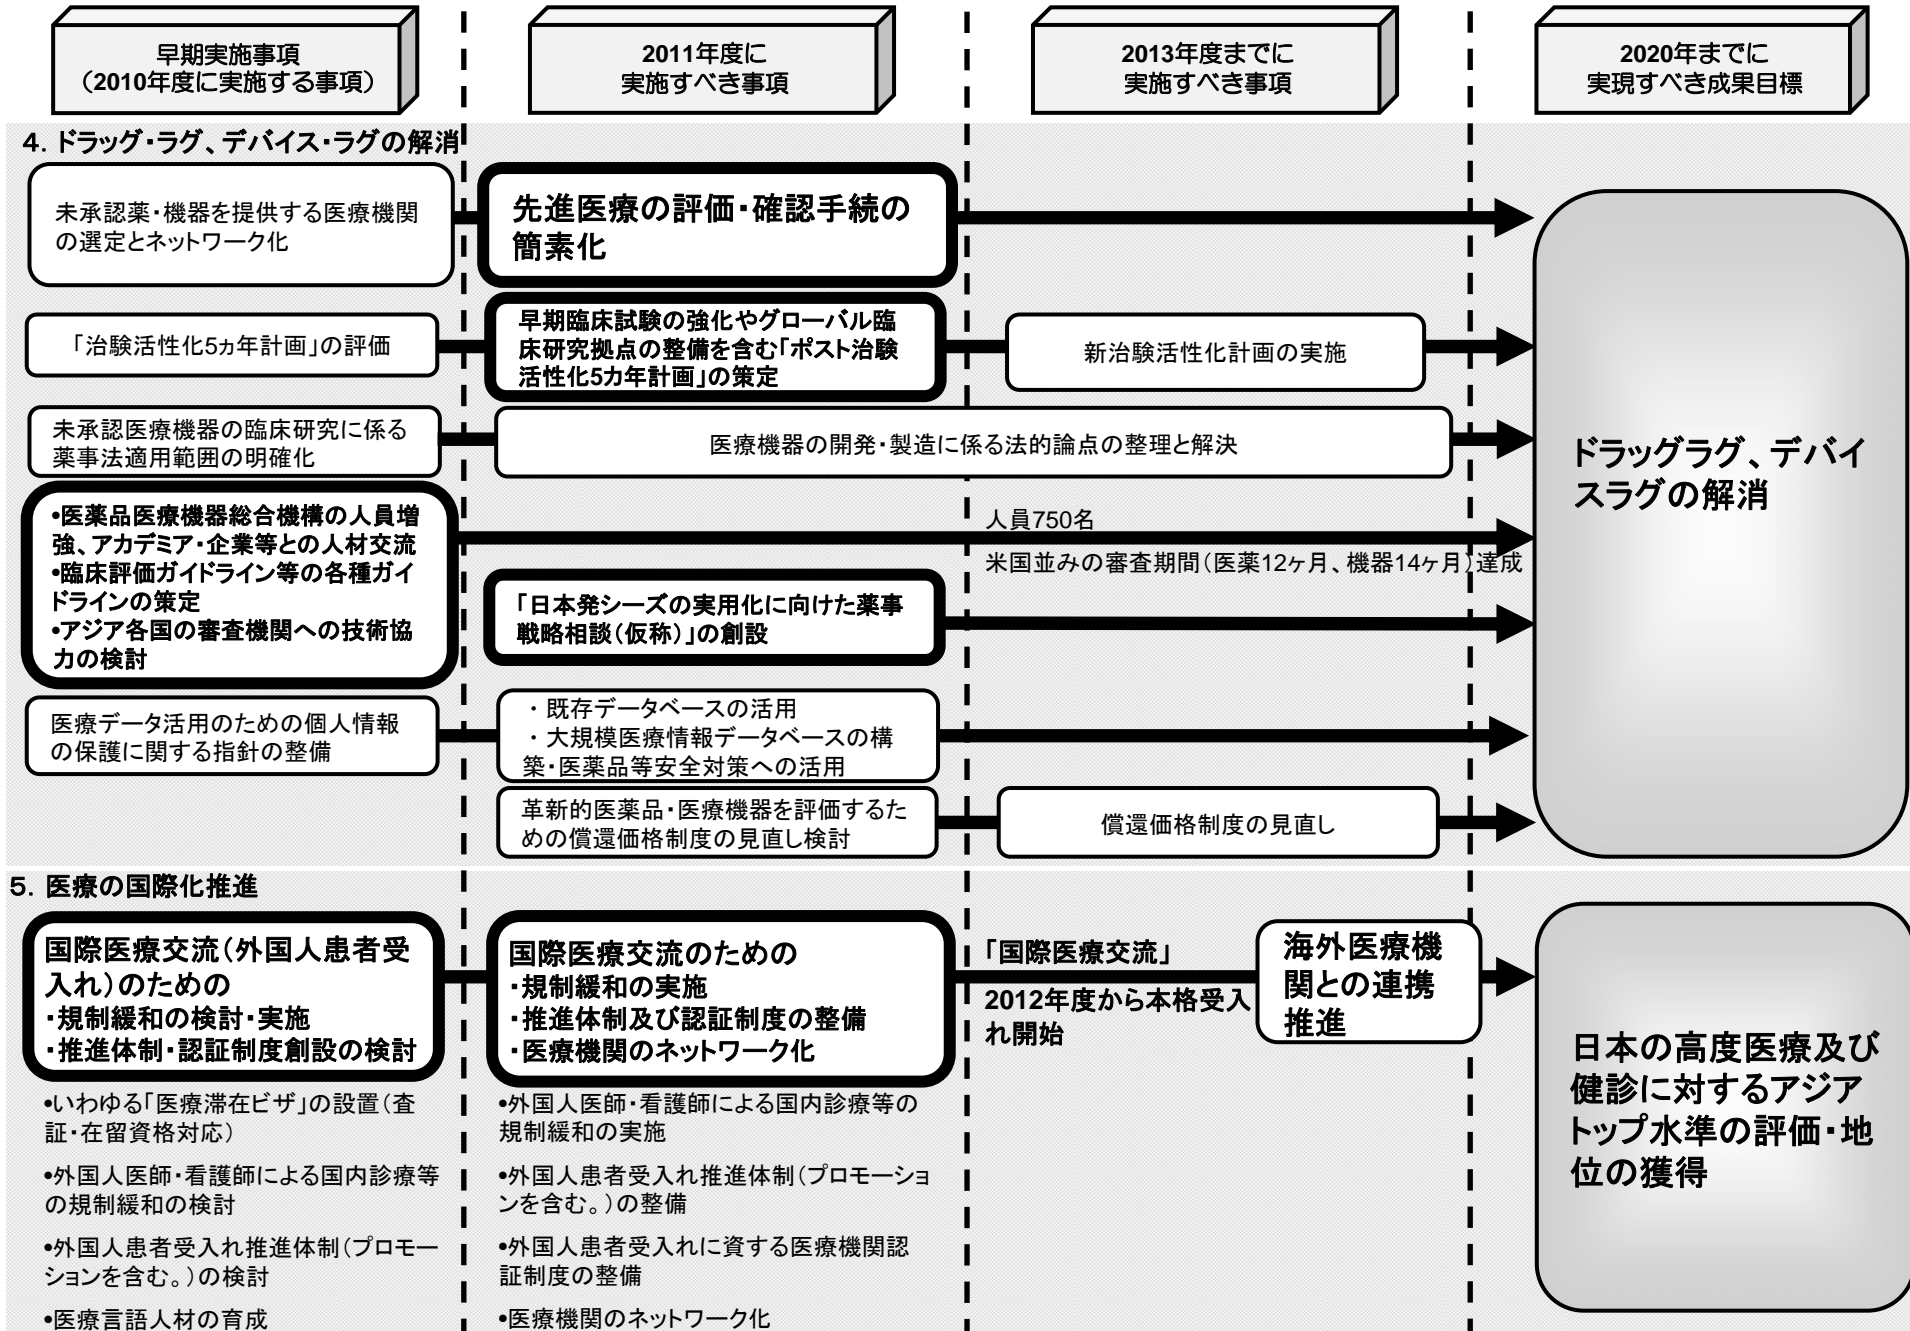 早期実施事項
（2010年度に実施する事項）
2011年度に
実施すべき事項
2013年度までに
実施すべき事項
2020年までに
実現すべき成果目標
４．ドラッグ・ラグ、デバイス・ラグの解消
未承認薬・機器を提供する医療機関
の選定とネットワーク化
先進医療の評価・確認手続の
簡素化
「治験活性化5ヵ年計画」の評価
早期臨床試験の強化やグローバル臨
床研究拠点の整備を含む「ポスト治験
活性化5カ年計画」の策定
新治験活性化計画の実施
未承認医療機器の臨床研究に係る
薬事法適用範囲の明確化
医療機器の開発・製造に係る法的論点の整理と解決
•医薬品医療機器総合機構の人員増
強、アカデミア・企業等との人材交流
•臨床評価ガイドライン等の各種ガイ
ドラインの策定
•アジア各国の審査機関への技術協
力の検討
人員750名
米国並みの審査期間（医薬12ヶ月、機器14ヶ月）達成
「日本発シーズの実用化に向けた薬事
戦略相談（仮称）」の創設
医療データ活用のための個人情報
の保護に関する指針の整備
・既存データベースの活用
・大規模医療情報データベースの構
築・医薬品等安全対策への活用
革新的医薬品・医療機器を評価するた
めの償還価格制度の見直し検討
償還価格制度の見直し
ドラッグラグ、デバイ
スラグの解消
５．医療の国際化推進
国際医療交流（外国人患者受
入れ）のための
・規制緩和の検討・実施
・推進体制・認証制度創設の検討
国際医療交流のための
・規制緩和の実施
・推進体制及び認証制度の整備
・医療機関のネットワーク化
「国際医療交流」
2012年度から本格受入
れ開始
海外医療機
関との連携
推進
•いわゆる「医療滞在ビザ」の設置（査
証・在留資格対応）
•外国人医師・看護師による国内診療等
の規制緩和の検討
•外国人患者受入れ推進体制（プロモー
ションを含む。）の検討
•医療言語人材の育成
•外国人医師・看護師による国内診療等の
規制緩和の実施
•外国人患者受入れ推進体制（プロモーショ
ンを含む。）の整備
•外国人患者受入れに資する医療機関認
証制度の整備
•医療機関のネットワーク化
日本の高度医療及び
健診に対するアジア
トップ水準の評価・地
位の獲得